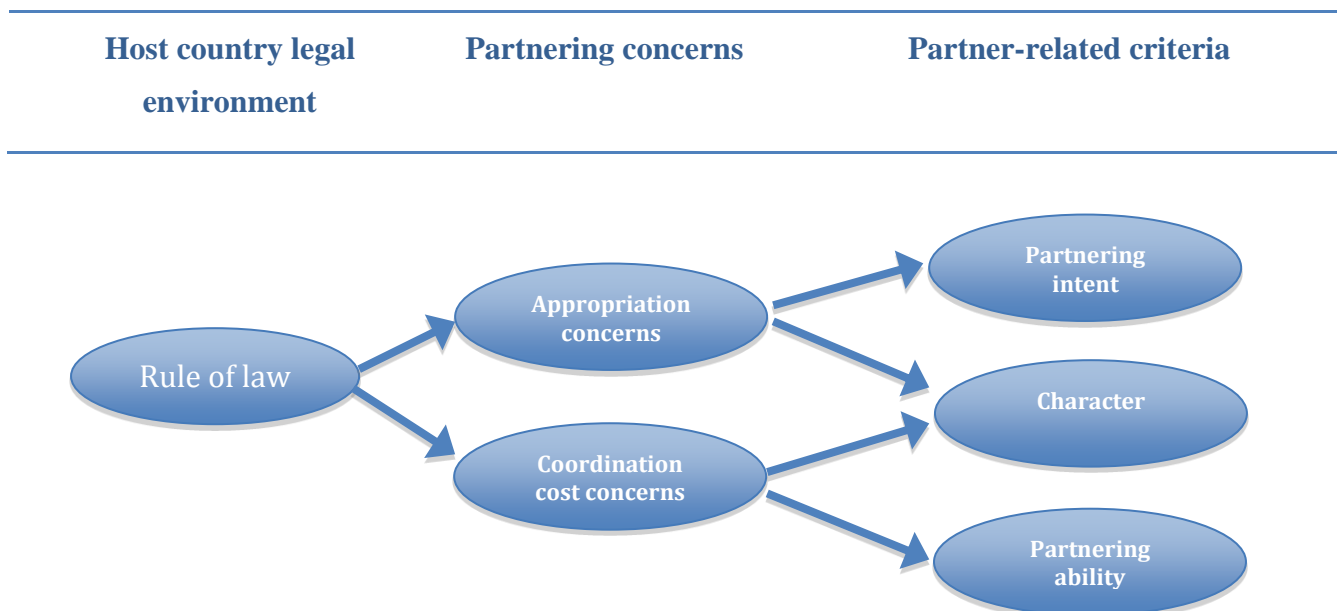 Host country legal
environment
Partnering concerns
Partner-related criteria
Rule of law
Appropriation
concerns
Coordination
cost concerns
Partnering
intent
Character
Partnering
ability